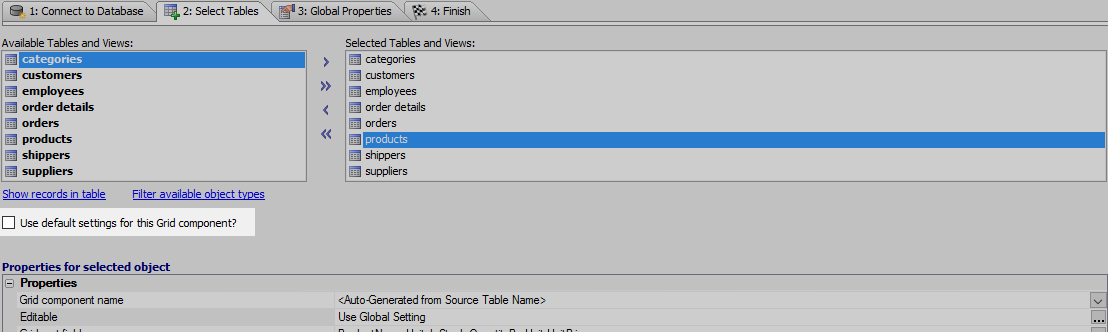 1: Connect to Database 2: Select Tables 3: Global Properties 4: Finish
Available Tables and Views:
categories
customers
employees
order details
orders
products
shippers
suppliers
Selected Tables and Views:
categories
customers
employees
order details
orders
products
shippers
suppliers
Show records in table Filter available object types
Use default settings for this Grid component?
Properties for selected object
Properties
Grid component name <Auto-Generated from Source Table Name>
Editable Use Global Setting
...